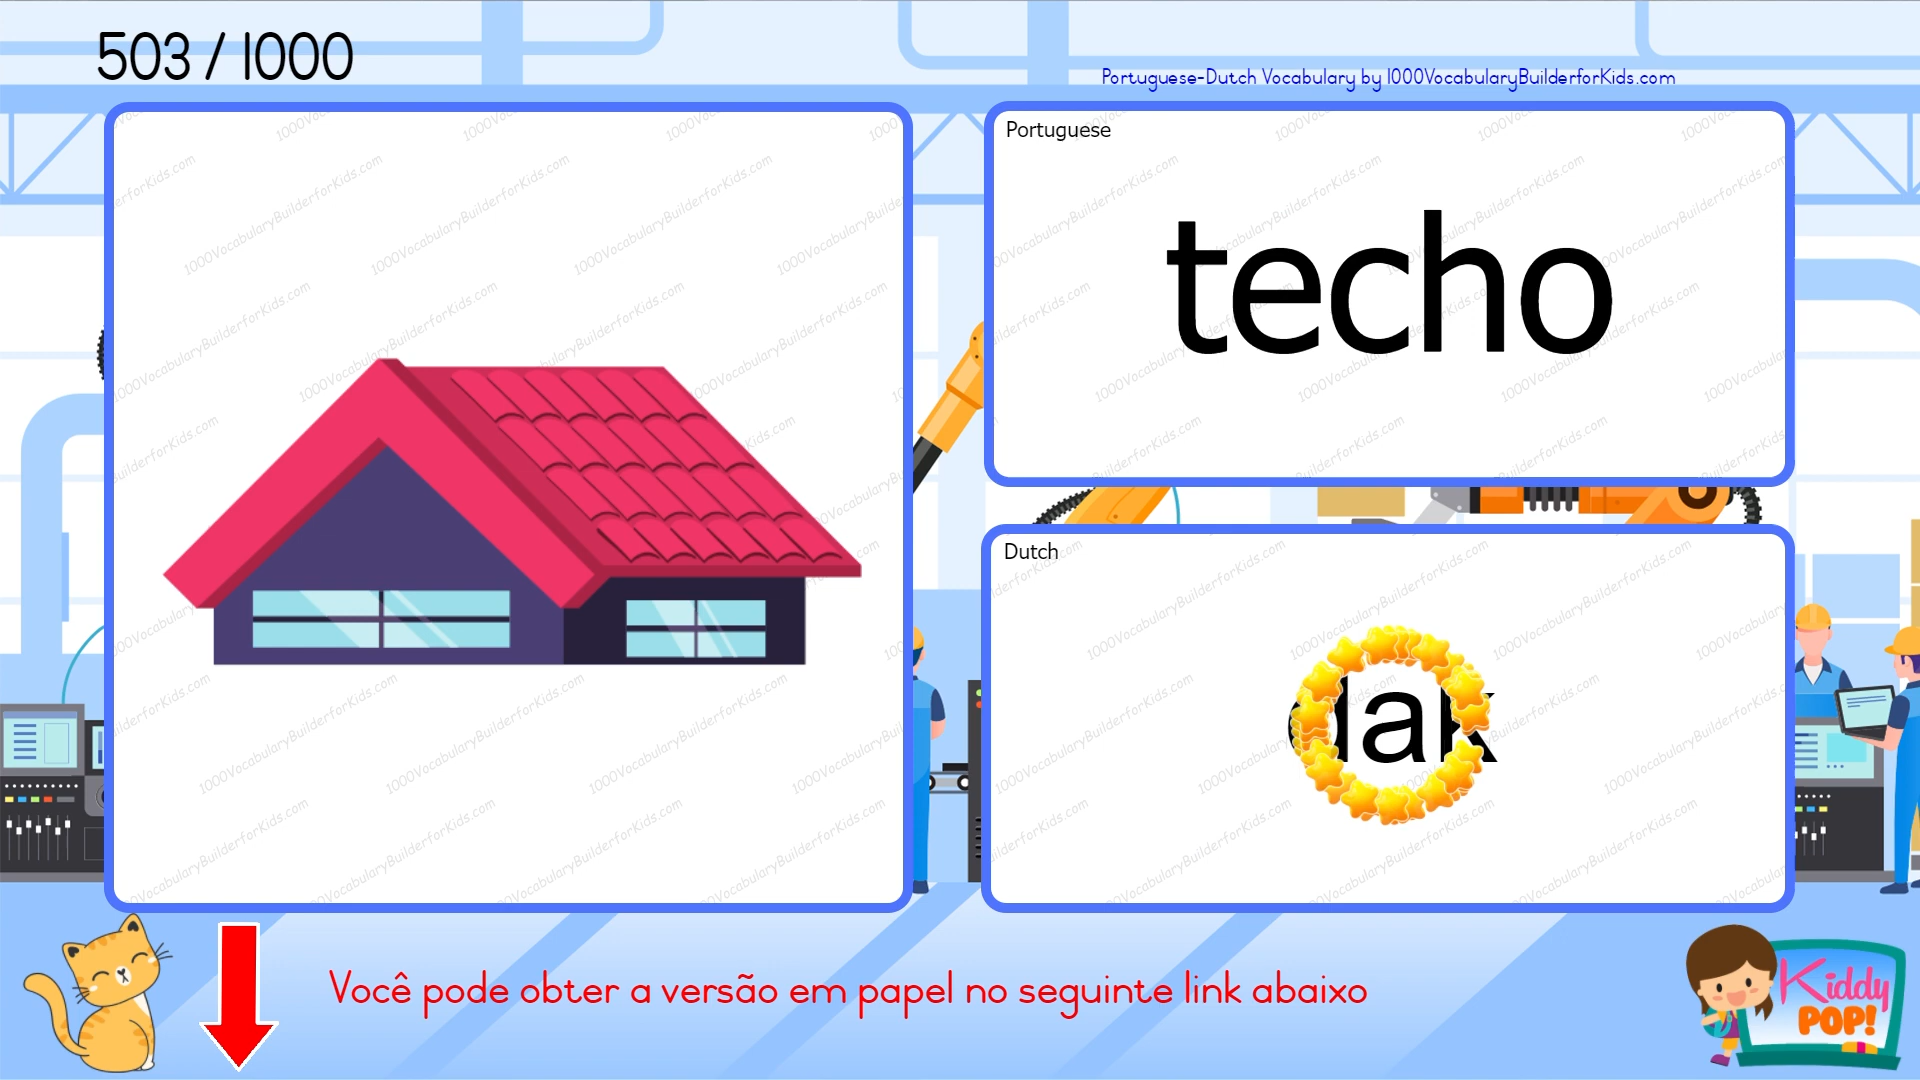 503 / 1000
Portuguese-Dutch Vocabulary by 1000VocabularyBuilderforKids.com
Portuguese
techo
Dutch
dak
Você pode obter a versão em papel no seguinte link abaixo
Kiddy
POP!